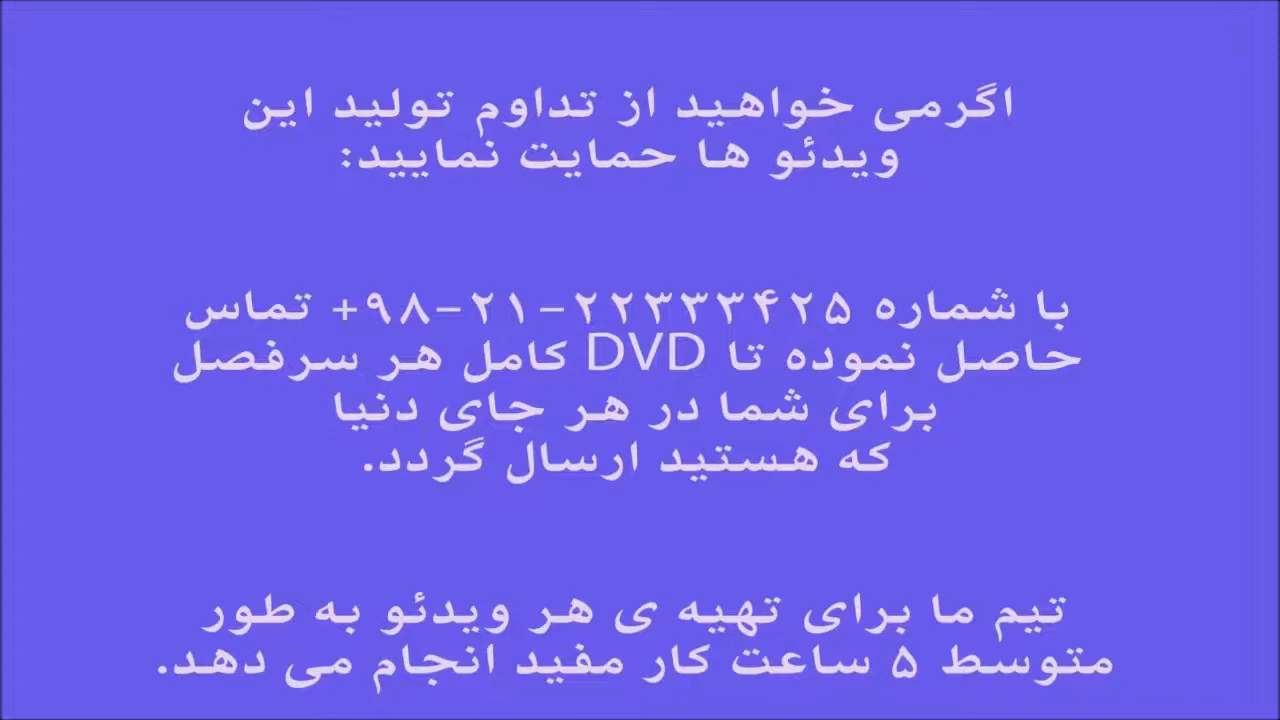 اگرمی خواهید از تداوم تولید این
ویدئو ها حمایت نمایید:
با شماره ۲۲۳۳۳۴۲۵-۲۱-۹۸+ تماس
حاصل نموده تا DVD کامل هر سرفصل
برای شما در هر جای دنیا
که هستید ارسال گردد.
تیم ما برای تهیه ی هر ویدئو به طور
متوسط ۵ ساعت کار مفید انجام می دهد.